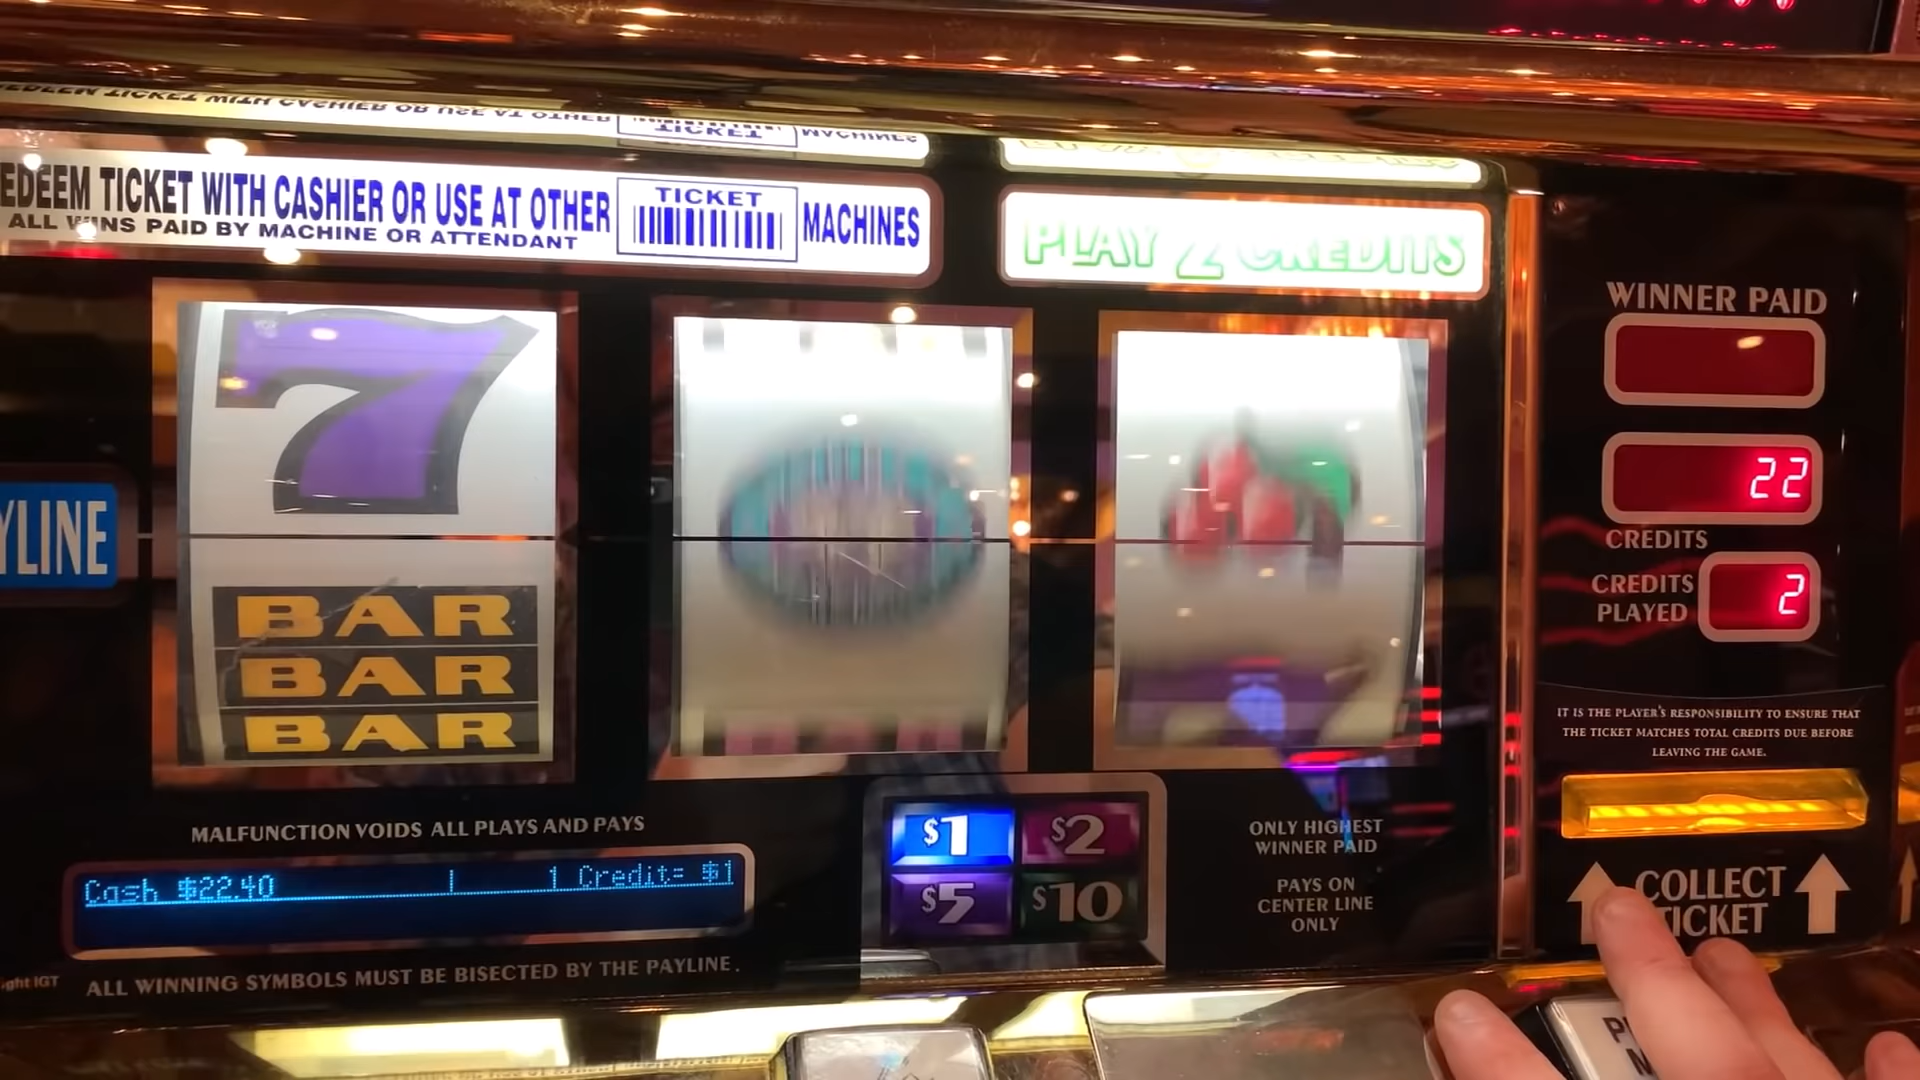 EDEEM TICKET WITH CASHIER OR USE AT OTHER
ALL WINS PAID BY MACHINE OR ATTENDANT
TICKET
MACHINES
PLAY 2 CREDITS
WINNER PAID
22
CREDITS
CREDITS
PLAYED
2
YLINE
BAR
BAR
BAR
IT IS THE PLAYER'S RESPONSIBILITY TO ENSURE THAT
THE TICKET MATCHES TOTAL CREDITS DUE BEFORE
LEAVING THE GAME.
MALFUNCTION VOIDS ALL PLAYS AND PAYS
Cash $22.40 | 1 Credit= $1
$1 $2
$5 $10
ONLY HIGHEST
WINNER PAID
PAYS ON
CENTER LINE
ONLY
COLLECT
TICKET
ight IGT
ALL WINNING SYMBOLS MUST BE BISECTED BY THE PAYLINE.